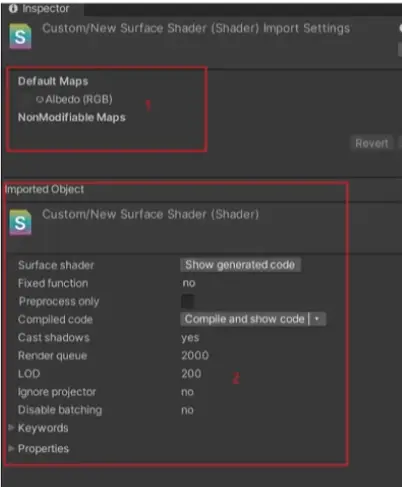 Inspector
Custom/New Surface Shader (Shader) Import Settings
Default Maps
Albedo (RGB)
NonModifiable Maps
1
Revert
Imported Object
Custom/New Surface Shader (Shader)
Surface shader Show generated code
Fixed function no
Preprocess only
Compiled code Compile and show code
Cast shadows yes
Render queue 2000
LOD 200
2
Ignore projector no
Disable batching no
Keywords
Properties